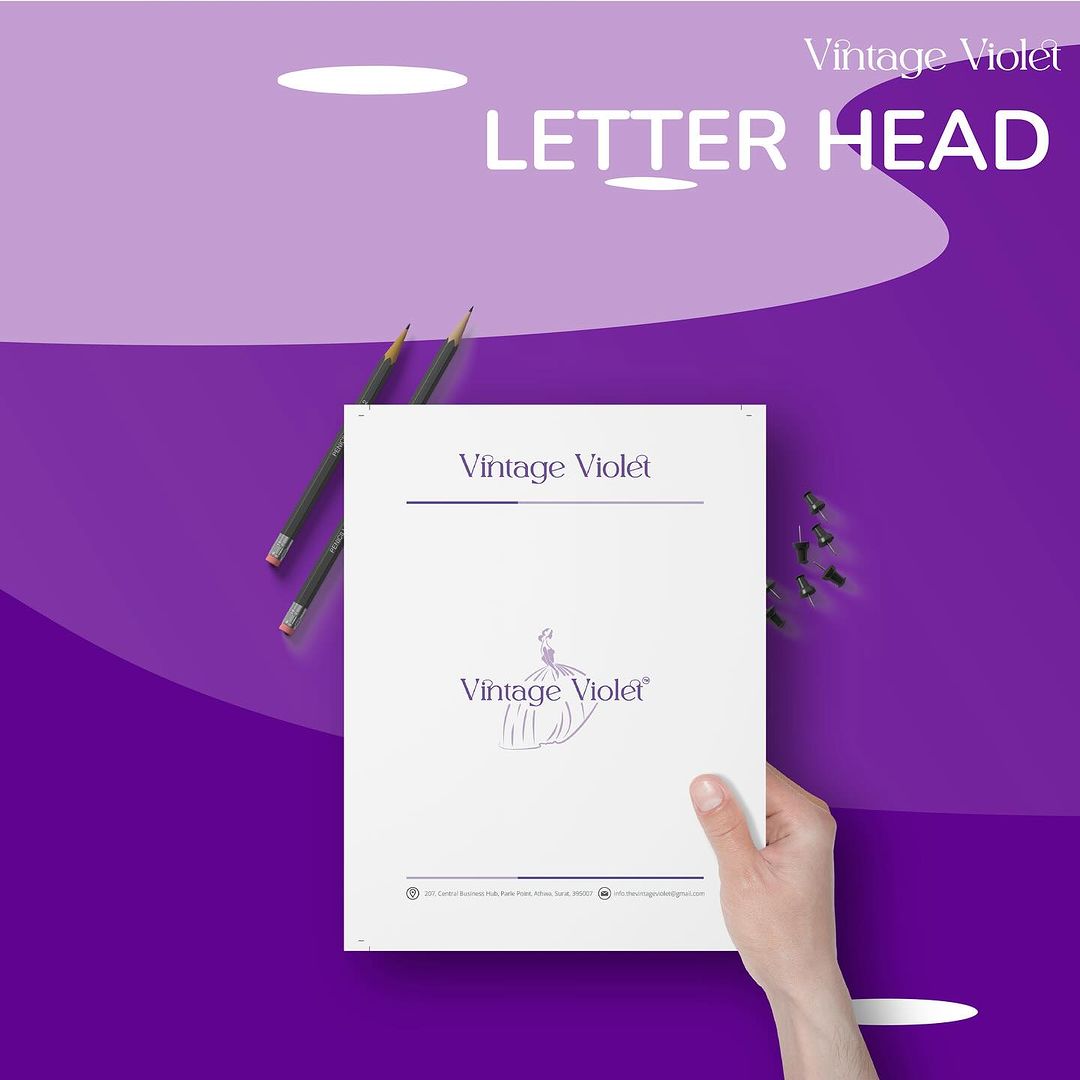 Vintage Violet
LETTER HEAD
Vintage Violet
Vintage Violet
207, Central Business Hub, Parle Point, Athwa, Surat, 395007 info.thevintageviolet@gmail.com